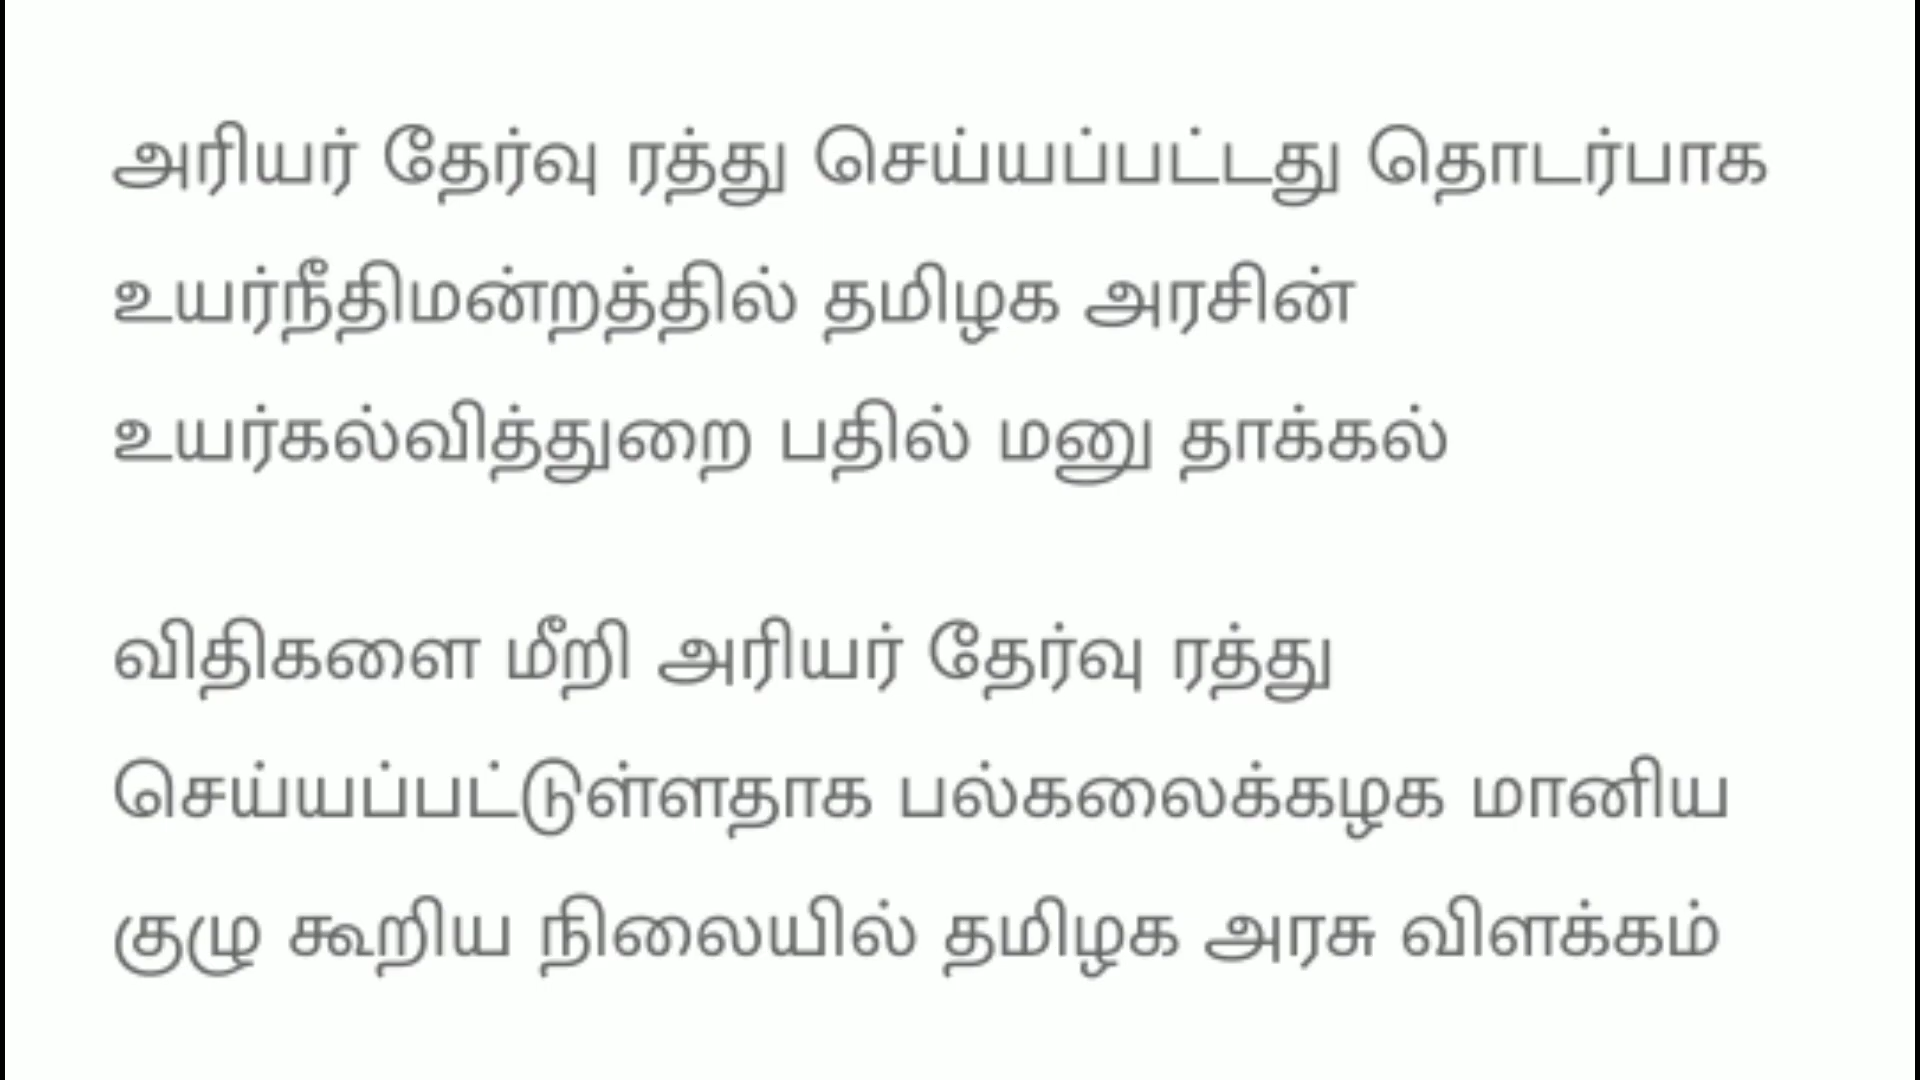 அரியர் தேர்வு ரத்து செய்யப்பட்டது தொடர்பாக
உயர்நீதிமன்றத்தில் தமிழக அரசின்
உயர்கல்வித்துறை பதில் மனு தாக்கல்
விதிகளை மீறி அரியர் தேர்வு ரத்து
செய்யப்பட்டுள்ளதாக பல்கலைக்கழக மானிய
குழு கூறிய நிலையில் தமிழக அரசு விளக்கம்